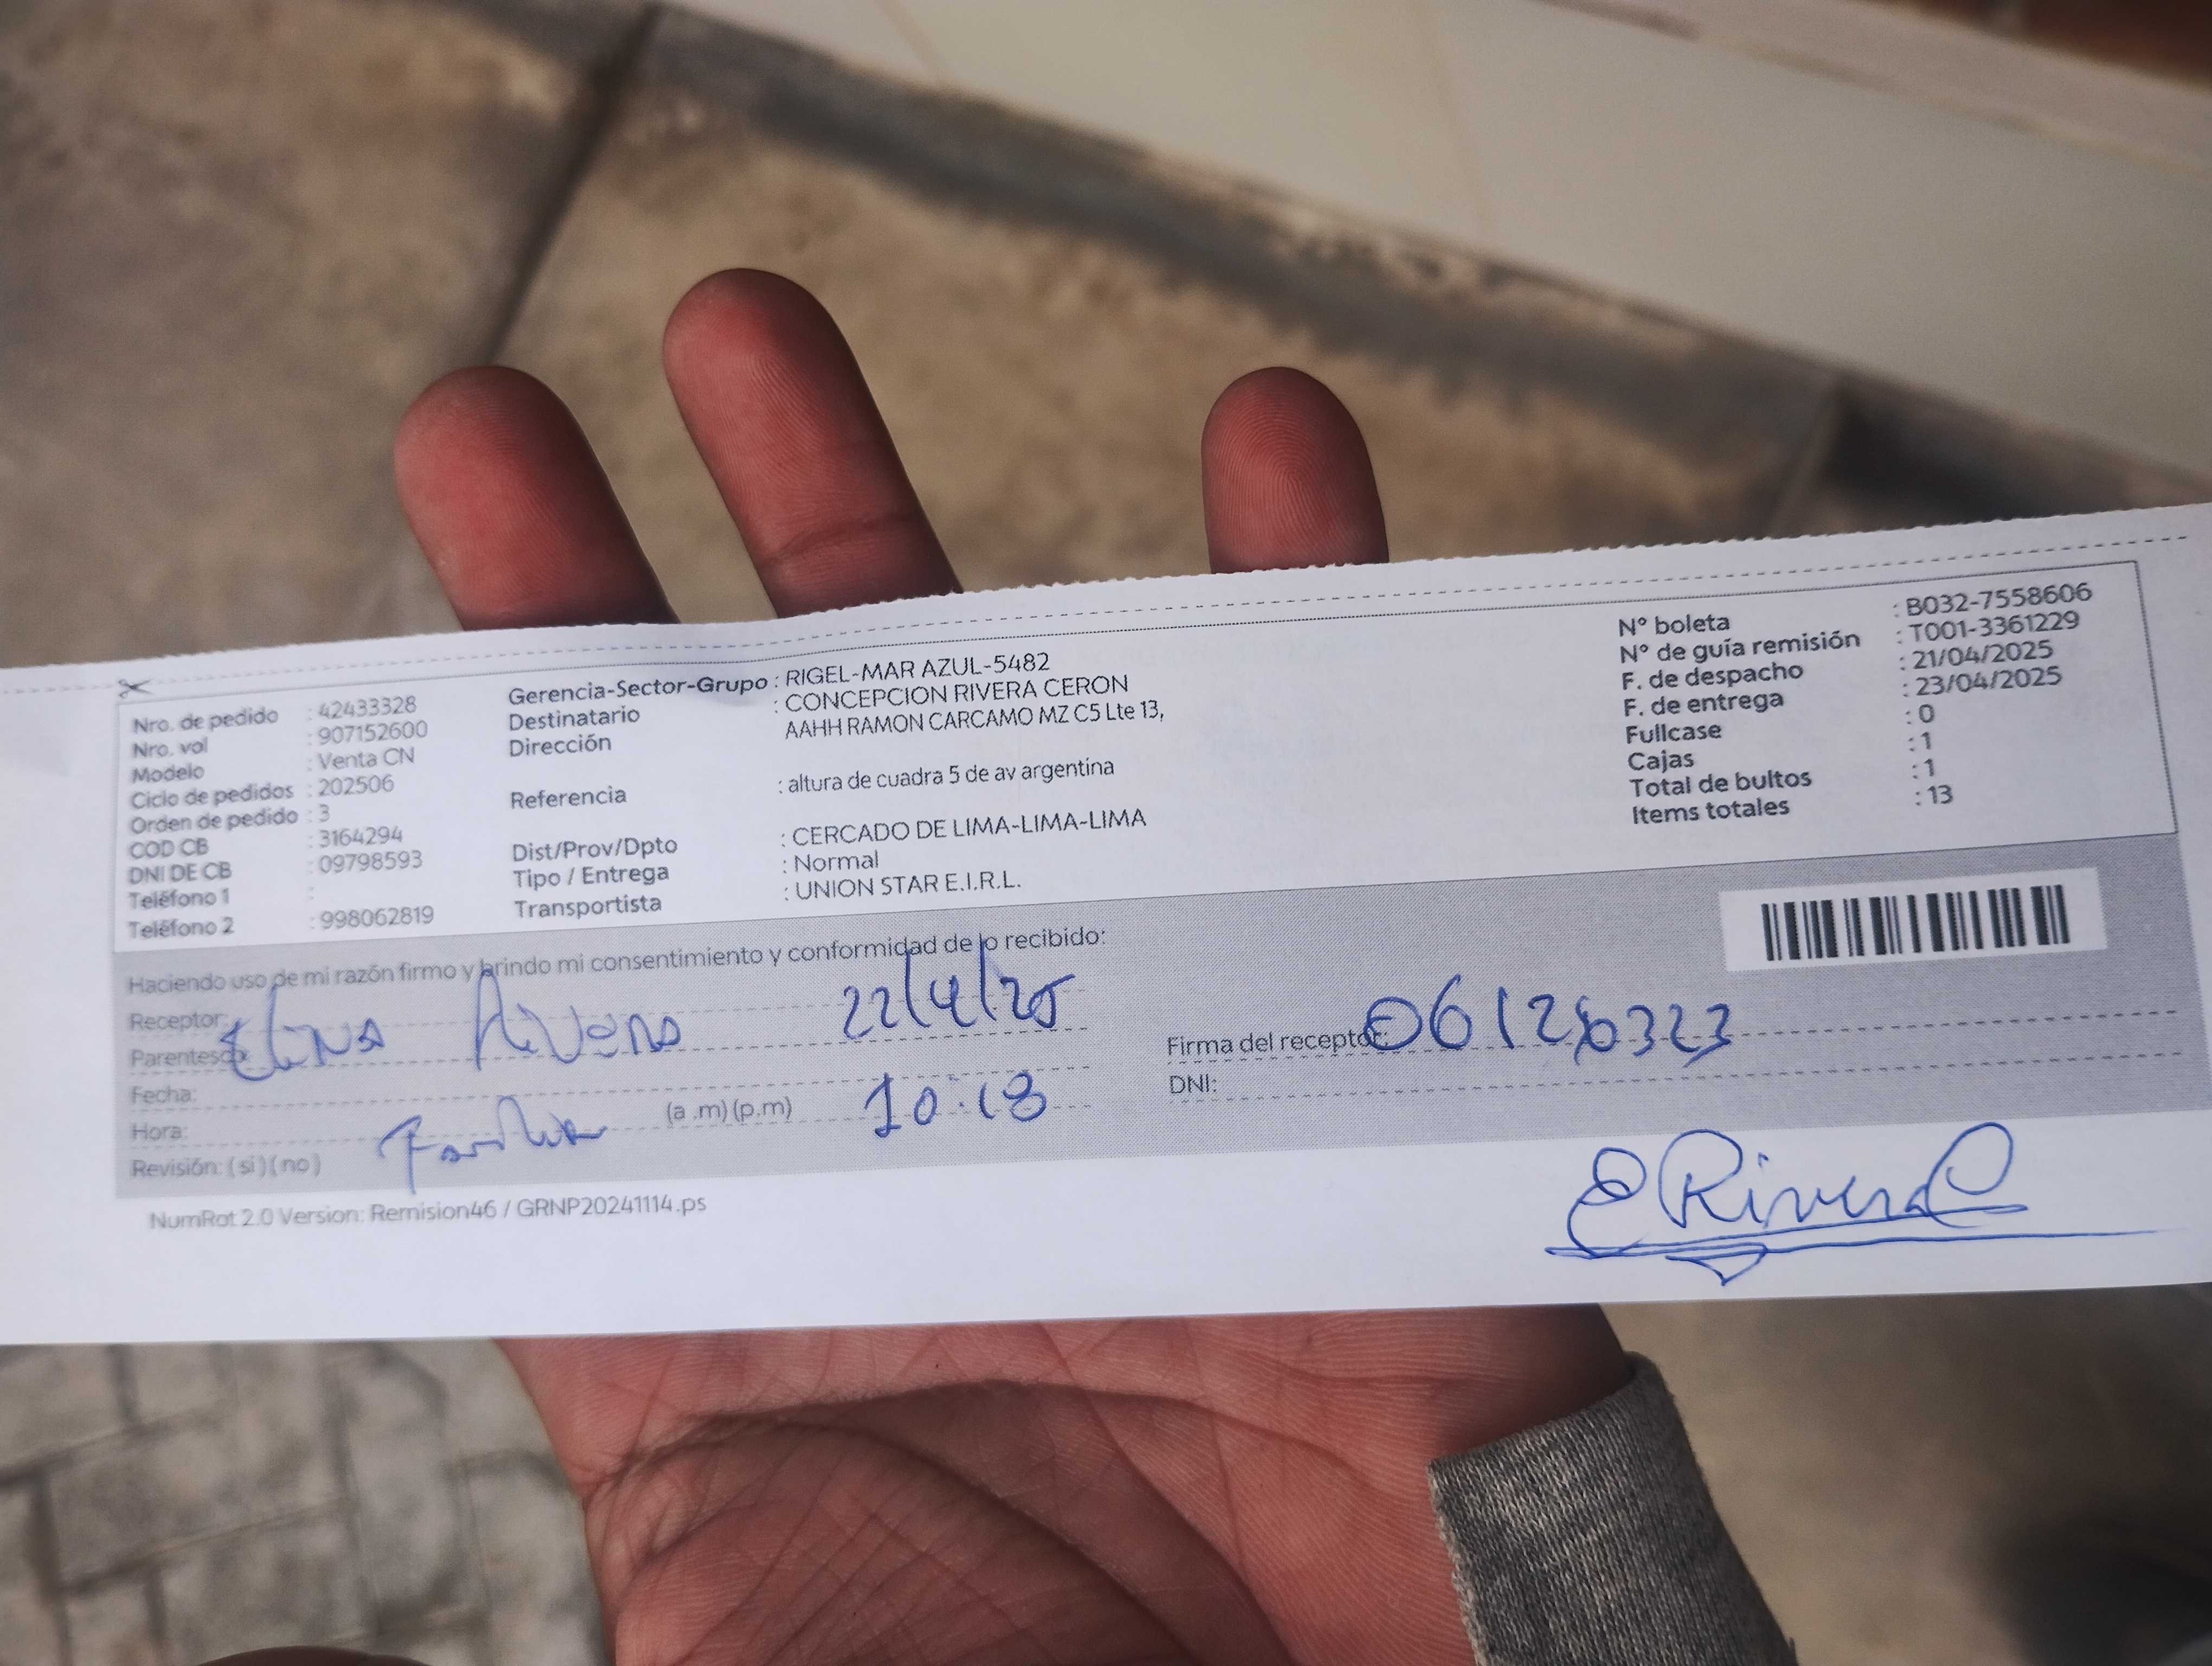 Nro. de pedido : 42433328
Nro. vol : 907152600
Modelo : Venta CN
Ciclo de pedidos : 202506
Orden de pedido : 3
COD CB : 3164294
DNI DE CB : 09798593
Teléfono 1 :
Teléfono 2 : 998062819
Gerencia-Sector-Grupo : RIGEL-MAR AZUL-5482
Destinatario : CONCEPCION RIVERA CERON
Dirección AAHH RAMON CARCAMO MZ C5 Lte 13,
Referencia : altura de cuadra 5 de av argentina
Dist/Prov/Dpto : CERCADO DE LIMA-LIMA-LIMA
Tipo / Entrega : Normal
Transportista : UNION STAR E.I.R.L.
N° boleta : B032-7558606
N° de guía remisión : T001-3361229
F. de despacho : 21/04/2025
F. de entrega : 23/04/2025
Fullcase : 0
Cajas : 1
Total de bultos : 1
Items totales : 13
Haciendo uso de mi razón firmo y brindo mi consentimiento y conformidad de lo recibido:
Receptor: 22/4/25
Parentesco:
Fecha:
Hora: (a .m) (p.m) 10:18
Revisión: ( si ) ( no ) Familia
Firma del receptor:
DNI:
E Rivera C
NumRot 2.0 Version: Remision46 / GRNP20241114.ps